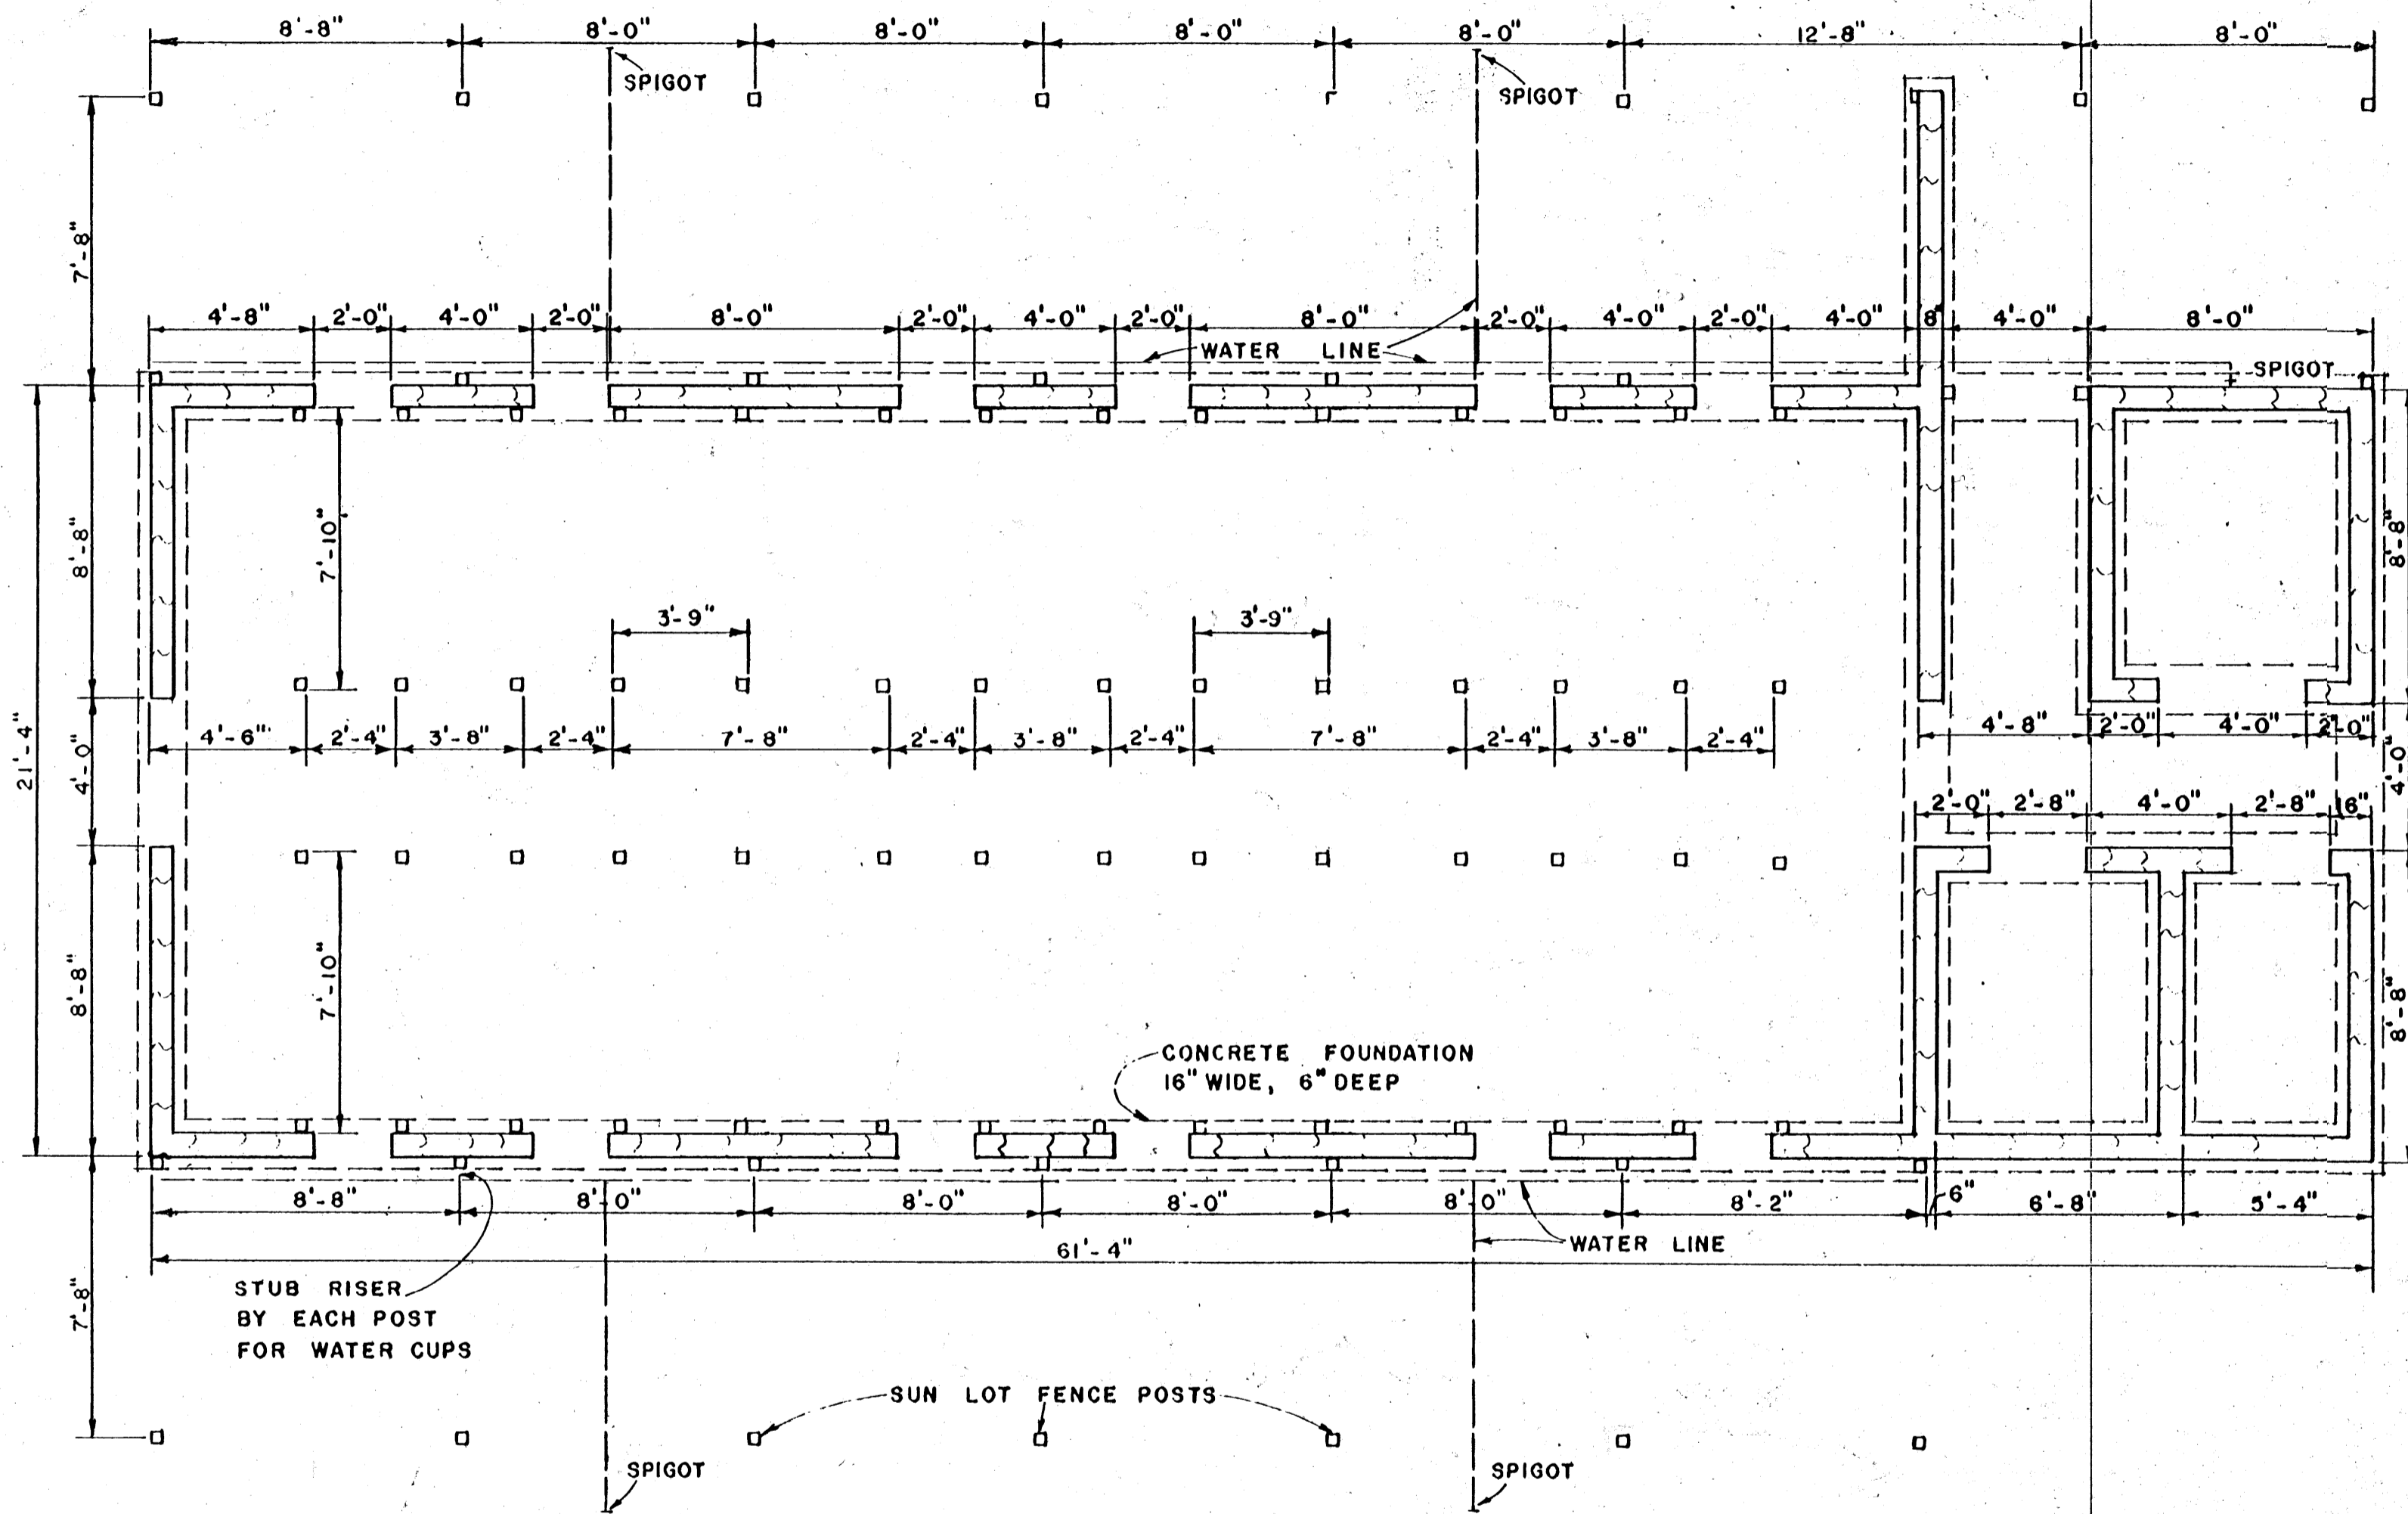 8'-8" 8'-0" 8'-0" 8'-0" 8'-0" 12'-8" 8'-0"
SPIGOT
SPIGOT
7'-8"
4'-8" 2'-0" 4'-0" 2'-0" 8'-0" 2'-0" 4'-0" 2'-0" 8'-0" 2'-0" 4'-0" 2'-0" 4'-0" 8" 4'-0" 8'-0"
WATER LINE
SPIGOT
8'-8"
7'-10"
8'-8"
3'-9" 3'-9"
21'-4"
4'-0"
4'-6" 2'-4" 3'-8" 2'-4" 7'-8" 2'-4" 3'-8" 2'-4" 7'-8" 2'-4" 3'-8" 2'-4"
4'-8" 2'-0" 4'-0" 2'-0"
4'-0"
2'-0" 2'-8" 4'-0" 2'-8" 16"
8'-8"
7'-10"
8'-8"
CONCRETE FOUNDATION
16" WIDE, 6" DEEP
8'-8" 8'-0" 8'-0" 8'-0" 8'-0" 8'-2" 6" 6'-8" 5'-4"
WATER LINE
61'-4"
7'-8"
STUB RISER
BY EACH POST
FOR WATER CUPS
SUN LOT FENCE POSTS
SPIGOT
SPIGOT